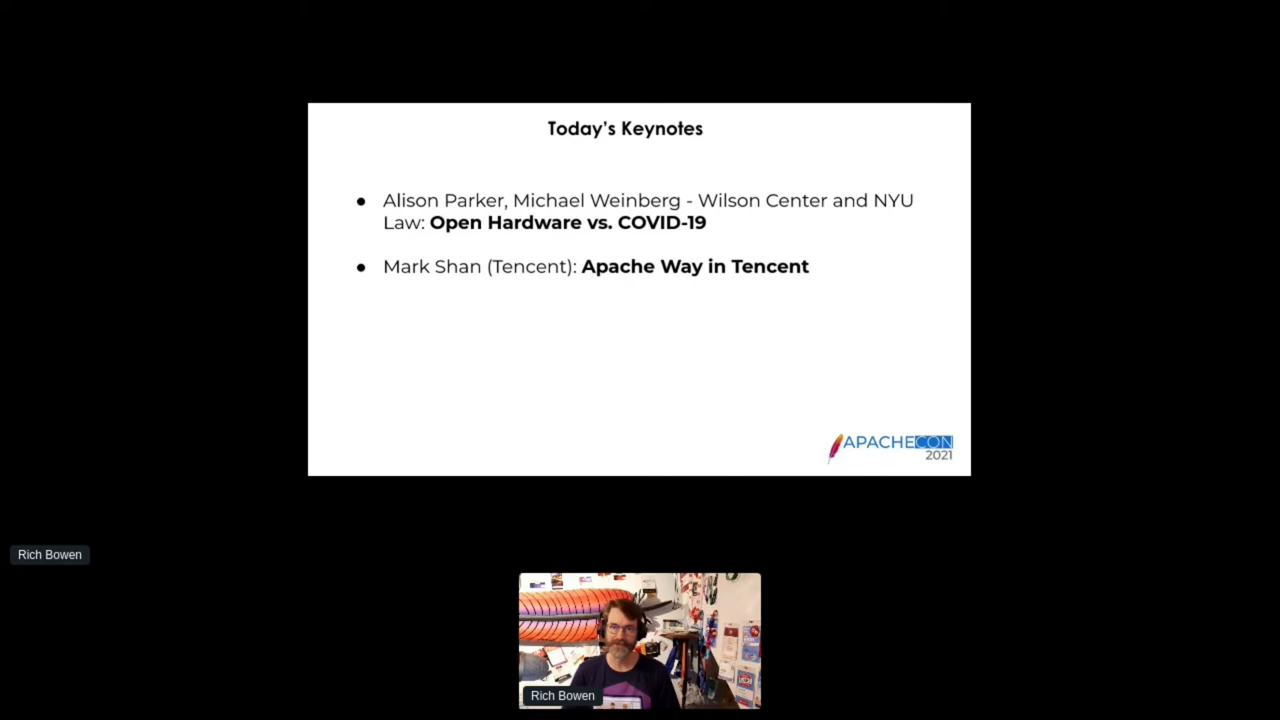 Today's Keynotes
● Alison Parker, Michael Weinberg - Wilson Center and NYU
Law: Open Hardware vs. COVID-19
● Mark Shan (Tencent): Apache Way in Tencent
APACHECON
2021
Rich Bowen
Rich Bowen